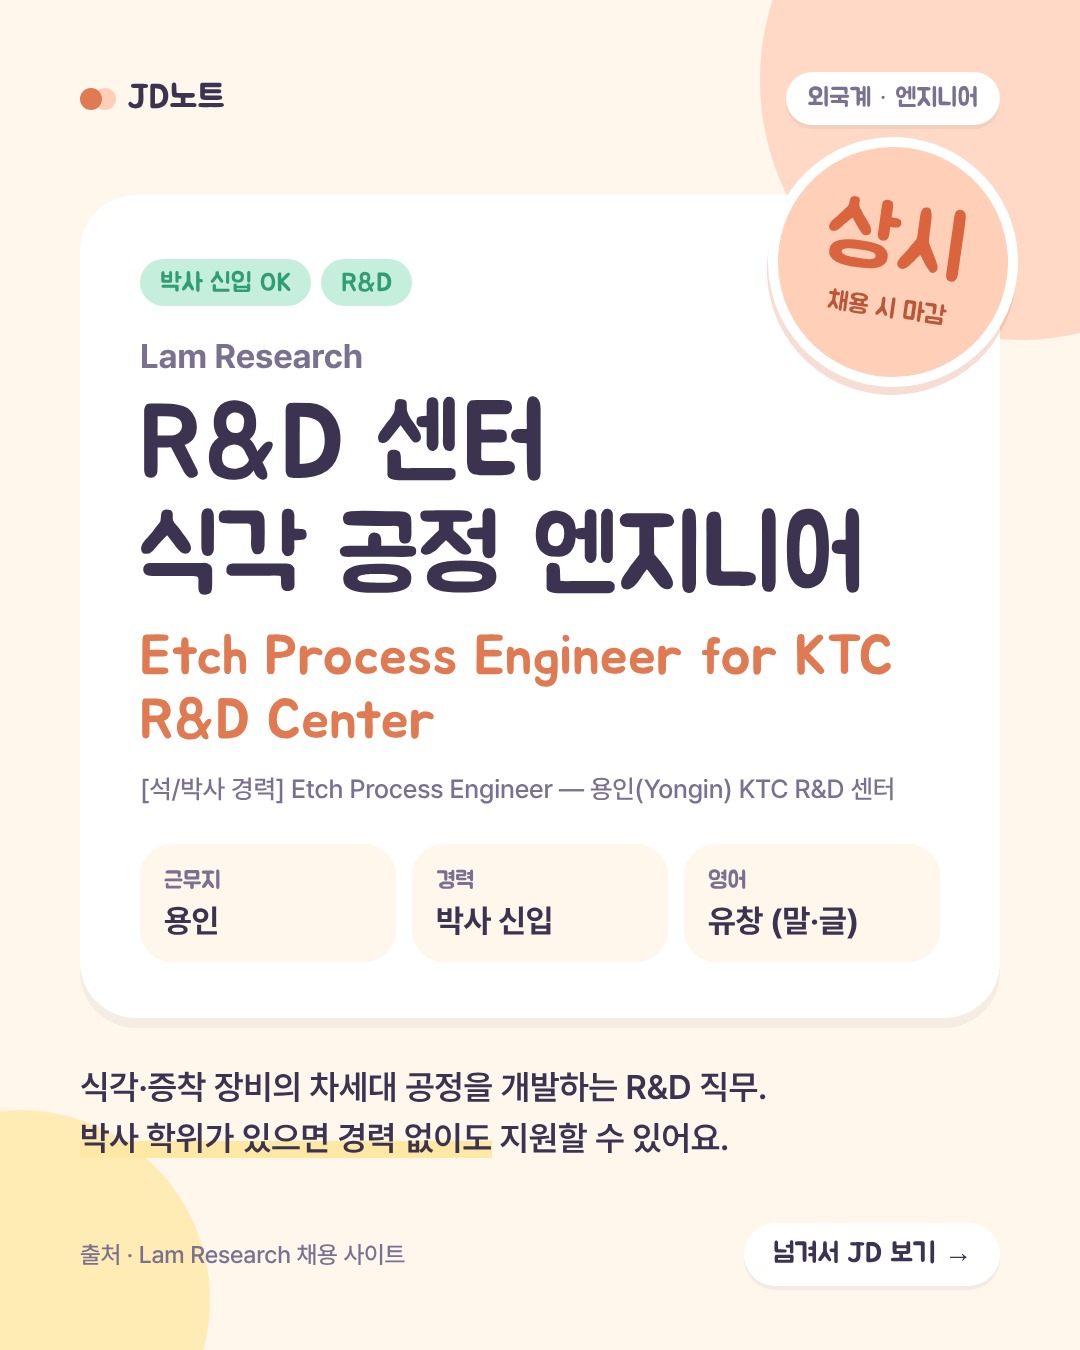 JD노트
외국계 · 엔지니어
상시
채용 시 마감
박사 신입 OK
R&D
Lam Research
R&D 센터
식각 공정 엔지니어
Etch Process Engineer for KTC
R&D Center
[석/박사 경력] Etch Process Engineer — 용인(Yongin) KTC R&D 센터
근무지
용인
경력
박사 신입
영어
유창 (말·글)
식각·증착 장비의 차세대 공정을 개발하는 R&D 직무.
박사 학위가 있으면 경력 없이도 지원할 수 있어요.
출처 · Lam Research 채용 사이트
넘겨서 JD 보기 →